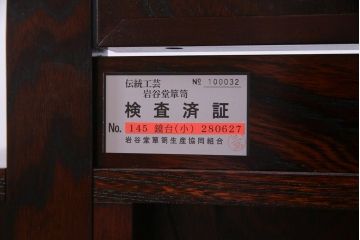 伝統工芸 № 100032
岩谷堂箪笥
検査済証
No. 145 鏡台(小) 280627
岩谷堂箪笥生産協同組合